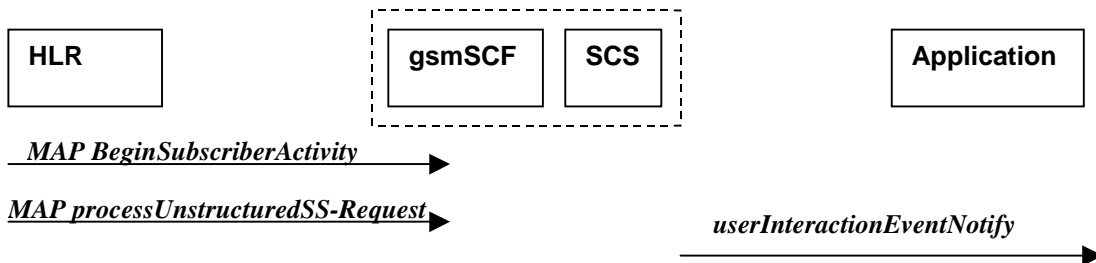 HLR gsmSCF SCS Application
MAP BeginSubscriberActivity
MAP processUnstructuredSS-Request
userInteractionEventNotify